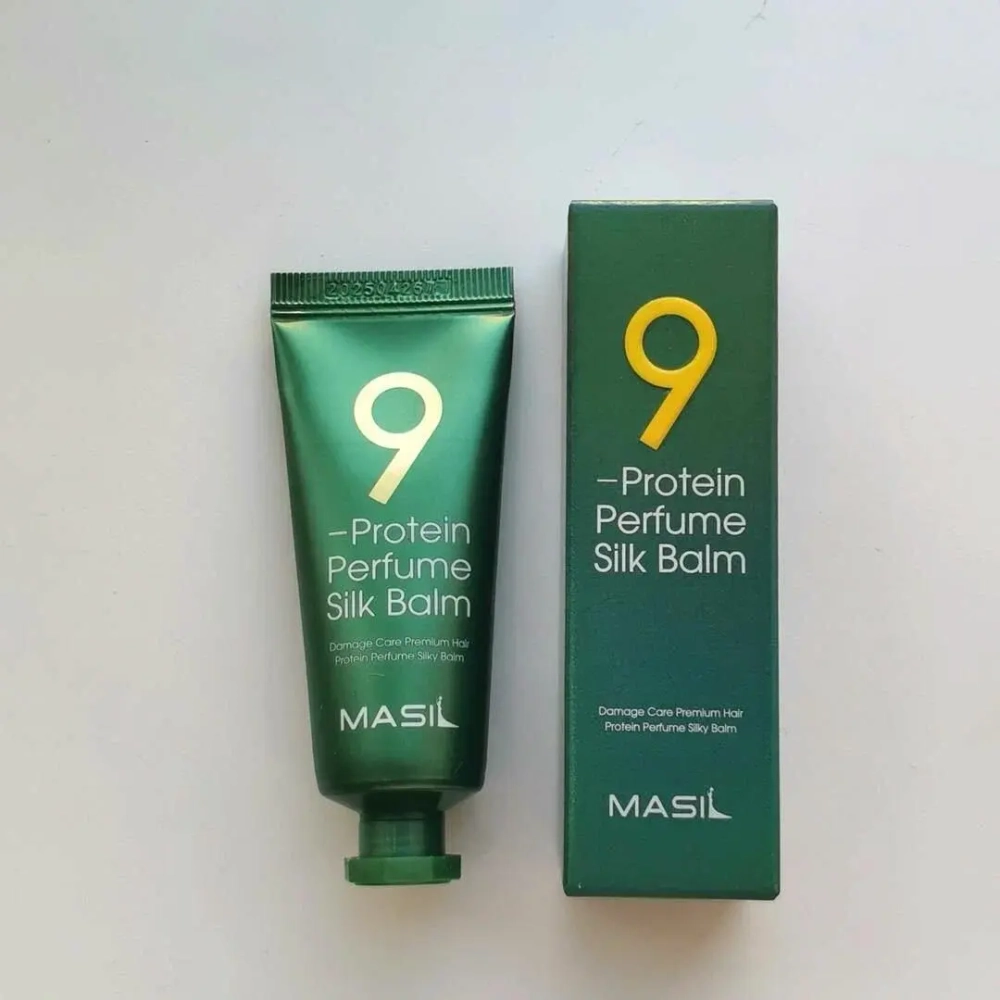 9
–Protein
Perfume
Silk Balm
Damage Care Premium Hair
Protein Perfume Silky Balm
MASIL
9
–Protein
Perfume
Silk Balm
Damage Care Premium Hair
Protein Perfume Silky Balm
MASIL